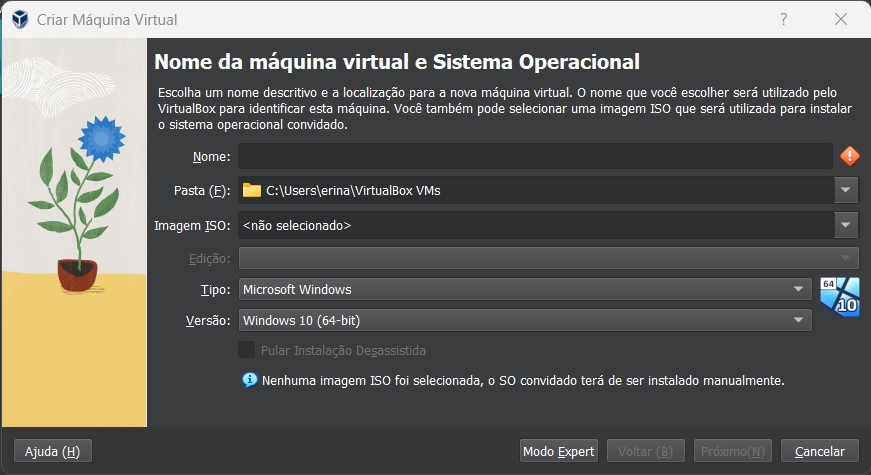 Criar Máquina Virtual
?
Nome da máquina virtual e Sistema Operacional
Escolha um nome descritivo e a localização para a nova máquina virtual. O nome que você escolher será utilizado pelo
VirtualBox para identificar esta máquina. Você também pode selecionar uma imagem ISO que será utilizada para instalar
o sistema operacional convidado.
Nome:
Pasta (F): C:\Users\erina\VirtualBox VMs
Imagem ISO: <não selecionado>
Edição:
Tipo: Microsoft Windows
64
10
Versão: Windows 10 (64-bit)
Pular Instalação Desassistida
Nenhuma imagem ISO foi selecionada, o SO convidado terá de ser instalado manualmente.
Ajuda (H) Modo Expert Voltar (B) Próximo(N) Cancelar